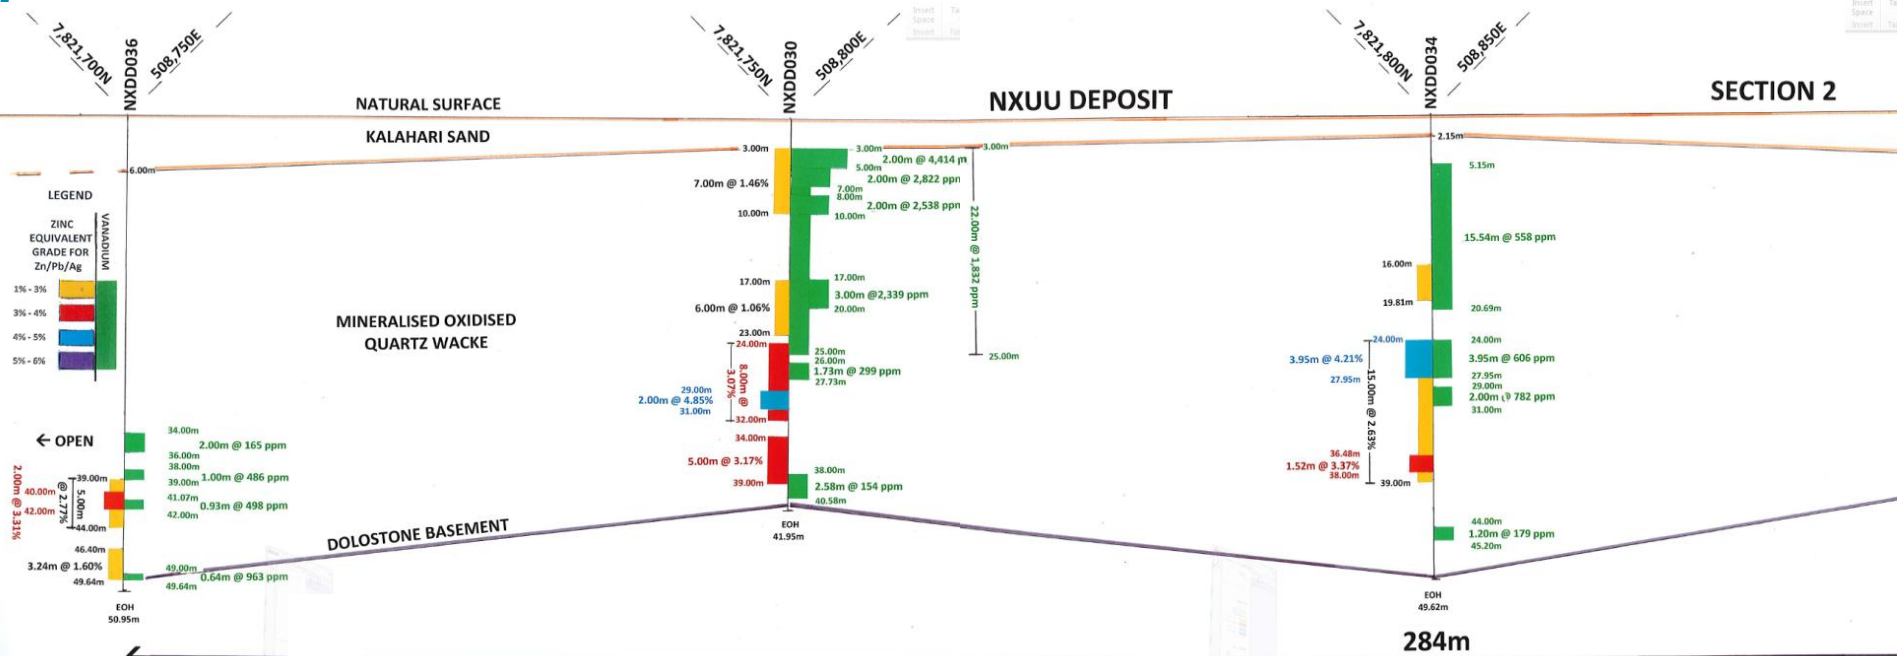 7,821,700N
NXDD036
508,750E
7,821,750N
NXDD030
508,800E
7,821,800N
NXDD034
508,850E
NATURAL SURFACE
NXUU DEPOSIT
SECTION 2
KALAHARI SAND
6.00m
LEGEND
ZINC
EQUIVALENT
GRADE FOR
Zn/Pb/Ag
VANADIUM
1% - 3%
3% - 4%
4% - 5%
5% - 6%
MINERALISED OXIDISED
QUARTZ WACKE
← OPEN
34.00m
2.00m @ 165 ppm
36.00m
38.00m
1.00m @ 486 ppm
39.00m
41.07m
0.93m @ 498 ppm
42.00m
49.00m
0.64m @ 963 ppm
49.64m
2.00m @ 3.31%
40.00m
42.00m
39.00m
5.00m
@ 2.77%
44.00m
46.40m
3.24m @ 1.60%
49.64m
EOH
50.95m
DOLOSTONE BASEMENT
3.00m
7.00m @ 1.46%
10.00m
17.00m
6.00m @ 1.06%
23.00m
24.00m
8.00m @
3.07%
29.00m
2.00m @ 4.85%
31.00m
32.00m
34.00m
5.00m @ 3.17%
39.00m
3.00m
2.00m @ 4,414
5.00m
2.00m @ 2,822 ppm
7.00m
8.00m
2.00m @ 2,538 ppm
10.00m
17.00m
3.00m @2,339 ppm
20.00m
25.00m
26.00m
1.73m @ 299 ppm
27.73m
38.00m
2.58m @ 154 ppm
40.58m
EOH
41.95m
3.00m
22.00m @ 1,832 ppm
25.00m
2.15m
5.15m
15.54m @ 558 ppm
20.69m
16.00m
19.81m
24.00m
3.95m @ 4.21%
27.95m
15.00m @ 2.63%
36.48m
1.52m @ 3.37%
38.00m
39.00m
24.00m
3.95m @ 606 ppm
27.95m
29.00m
2.00m @ 782 ppm
31.00m
44.00m
1.20m @ 179 ppm
45.20m
EOH
49.62m
284m